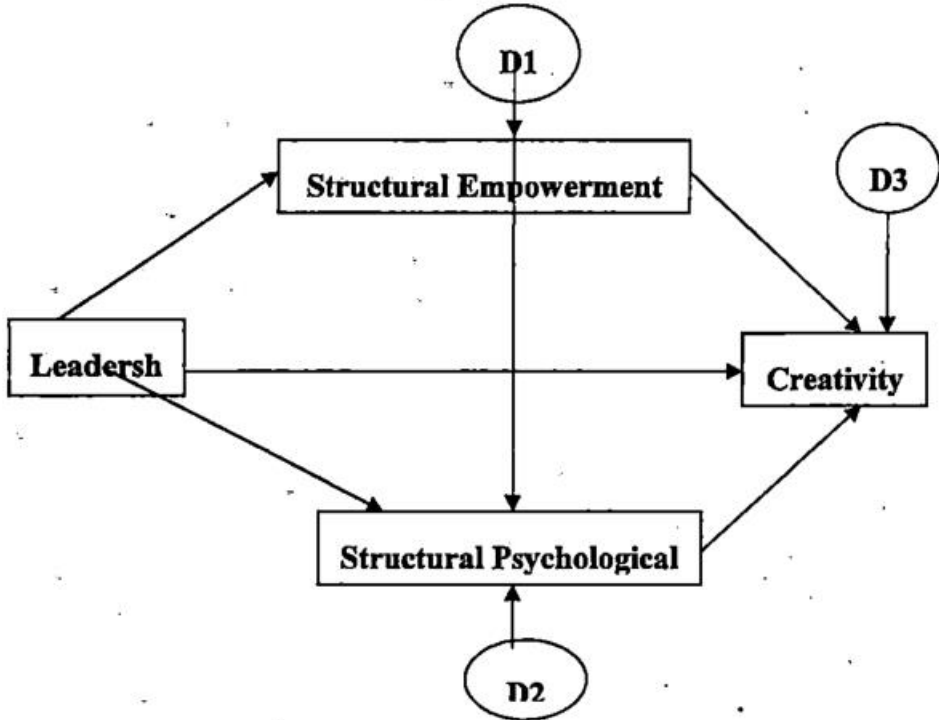 D1
D3
Structural Empowerment
Leadersh
Creativity
Structural Psychological
D2